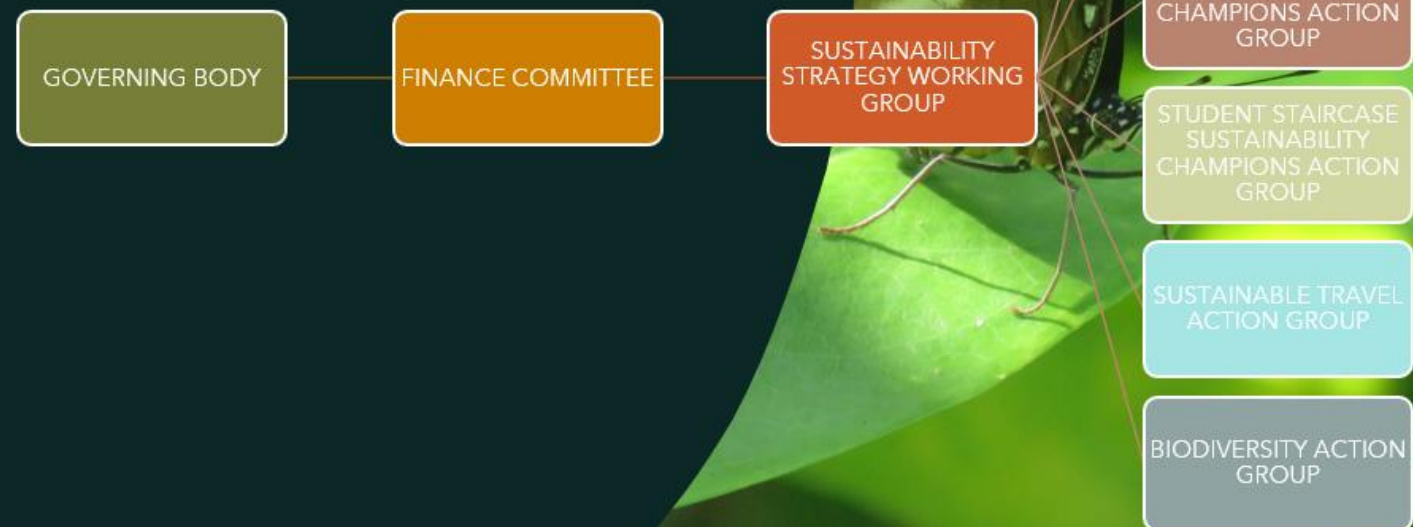 GOVERNING BODY
FINANCE COMMITTEE
SUSTAINABILITY
STRATEGY WORKING
GROUP
CHAMPIONS ACTION
GROUP
STUDENT STAIRCASE
SUSTAINABILITY
CHAMPIONS ACTION
GROUP
SUSTAINABLE TRAVEL
ACTION GROUP
BIODIVERSITY ACTION
GROUP